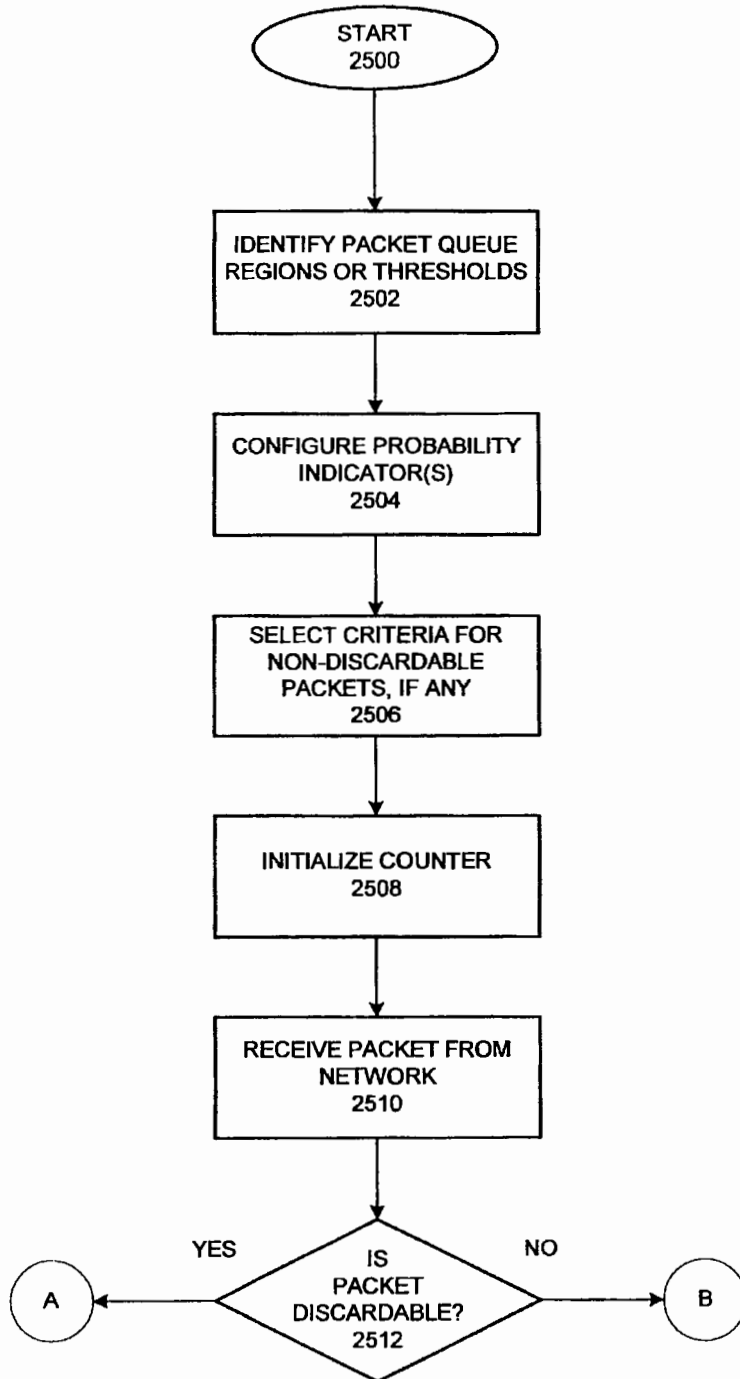 START
2500
IDENTIFY PACKET QUEUE
REGIONS OR THRESHOLDS
2502
CONFIGURE PROBABILITY
INDICATOR(S)
2504
SELECT CRITERIA FOR
NON-DISCARDABLE
PACKETS, IF ANY
2506
INITIALIZE COUNTER
2508
RECEIVE PACKET FROM
NETWORK
2510
YES
NO
IS
PACKET
DISCARDABLE?
2512
A
B